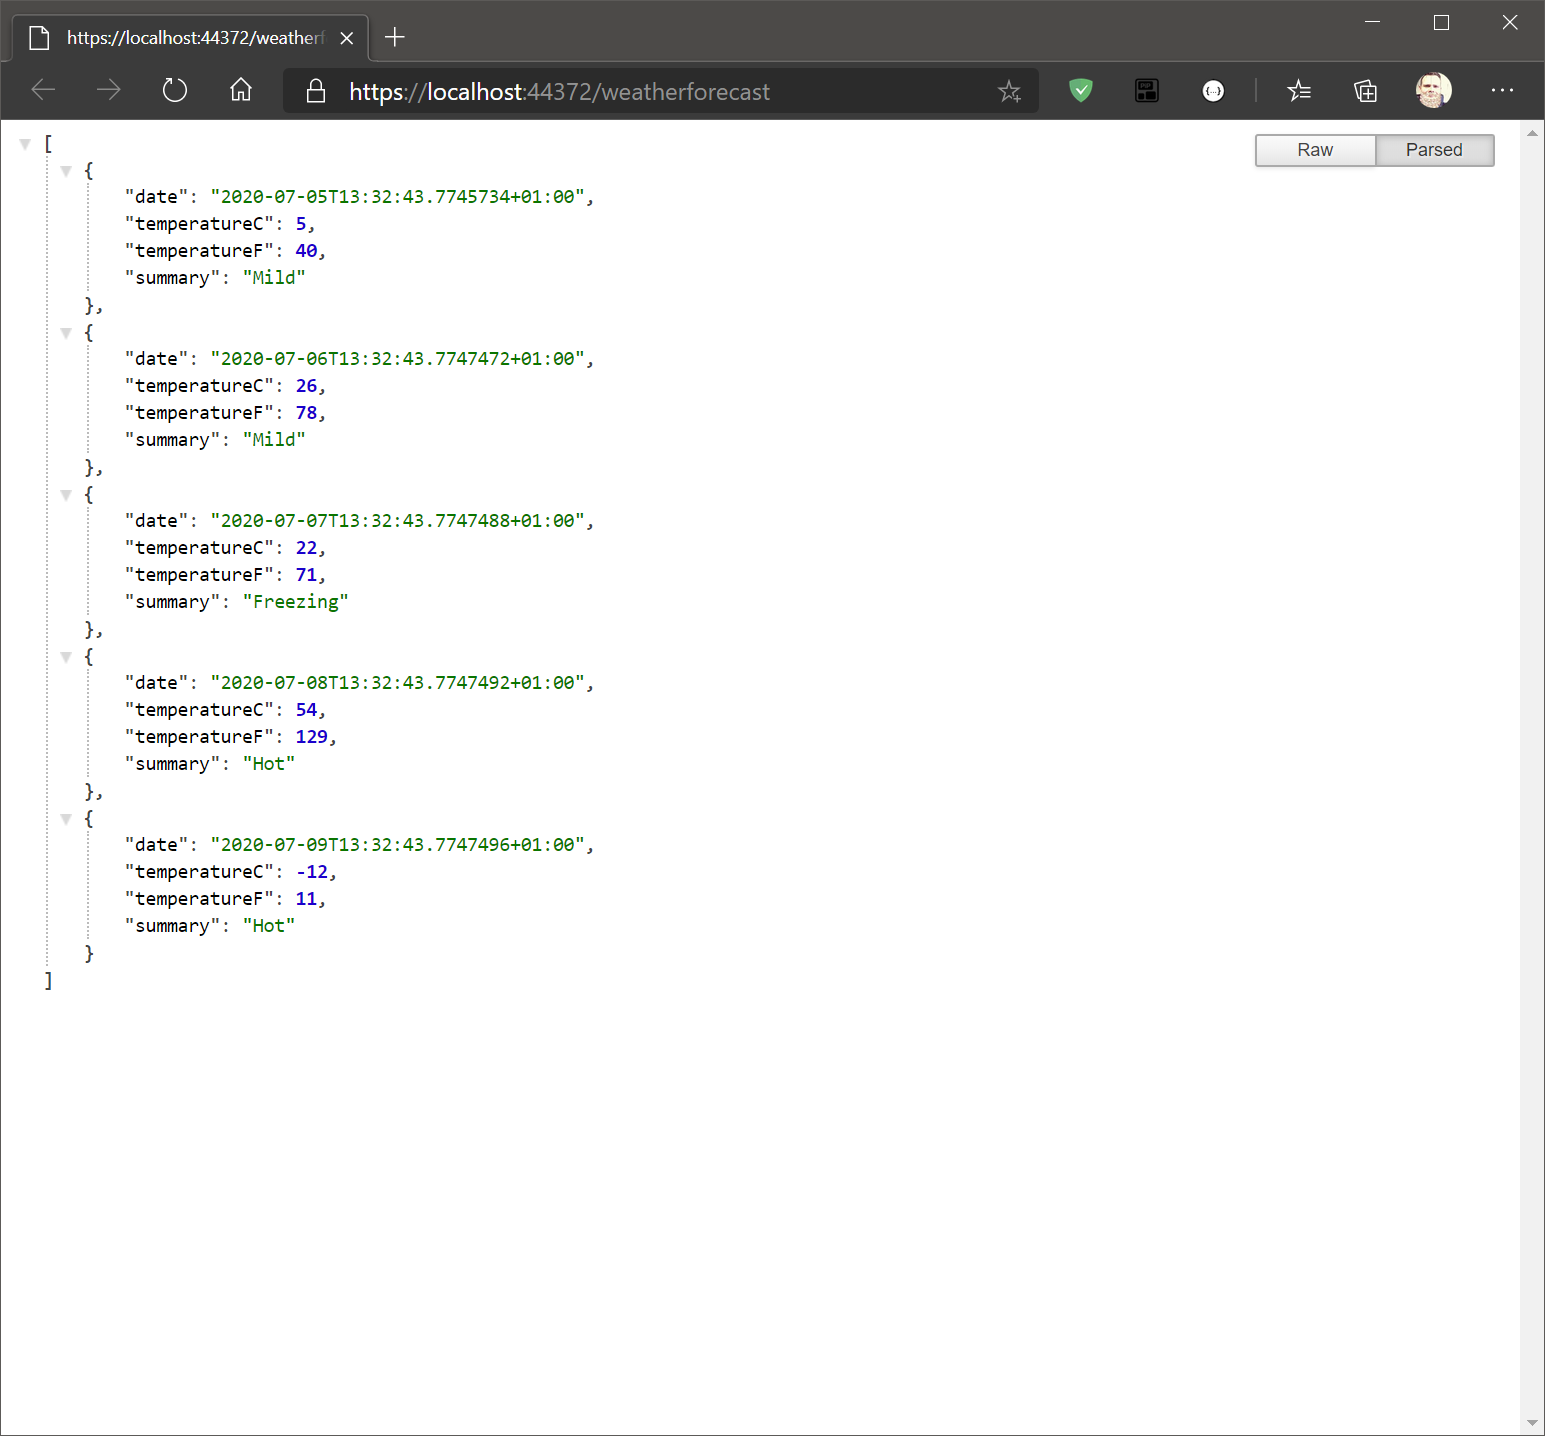 https://localhost:44372/weatherf
https://localhost:44372/weatherforecast
Raw Parsed
[
{
"date": "2020-07-05T13:32:43.7745734+01:00",
"temperatureC": 5,
"temperatureF": 40,
"summary": "Mild"
},
{
"date": "2020-07-06T13:32:43.7747472+01:00",
"temperatureC": 26,
"temperatureF": 78,
"summary": "Mild"
},
{
"date": "2020-07-07T13:32:43.7747488+01:00",
"temperatureC": 22,
"temperatureF": 71,
"summary": "Freezing"
},
{
"date": "2020-07-08T13:32:43.7747492+01:00",
"temperatureC": 54,
"temperatureF": 129,
"summary": "Hot"
},
{
"date": "2020-07-09T13:32:43.7747496+01:00",
"temperatureC": -12,
"temperatureF": 11,
"summary": "Hot"
}
]